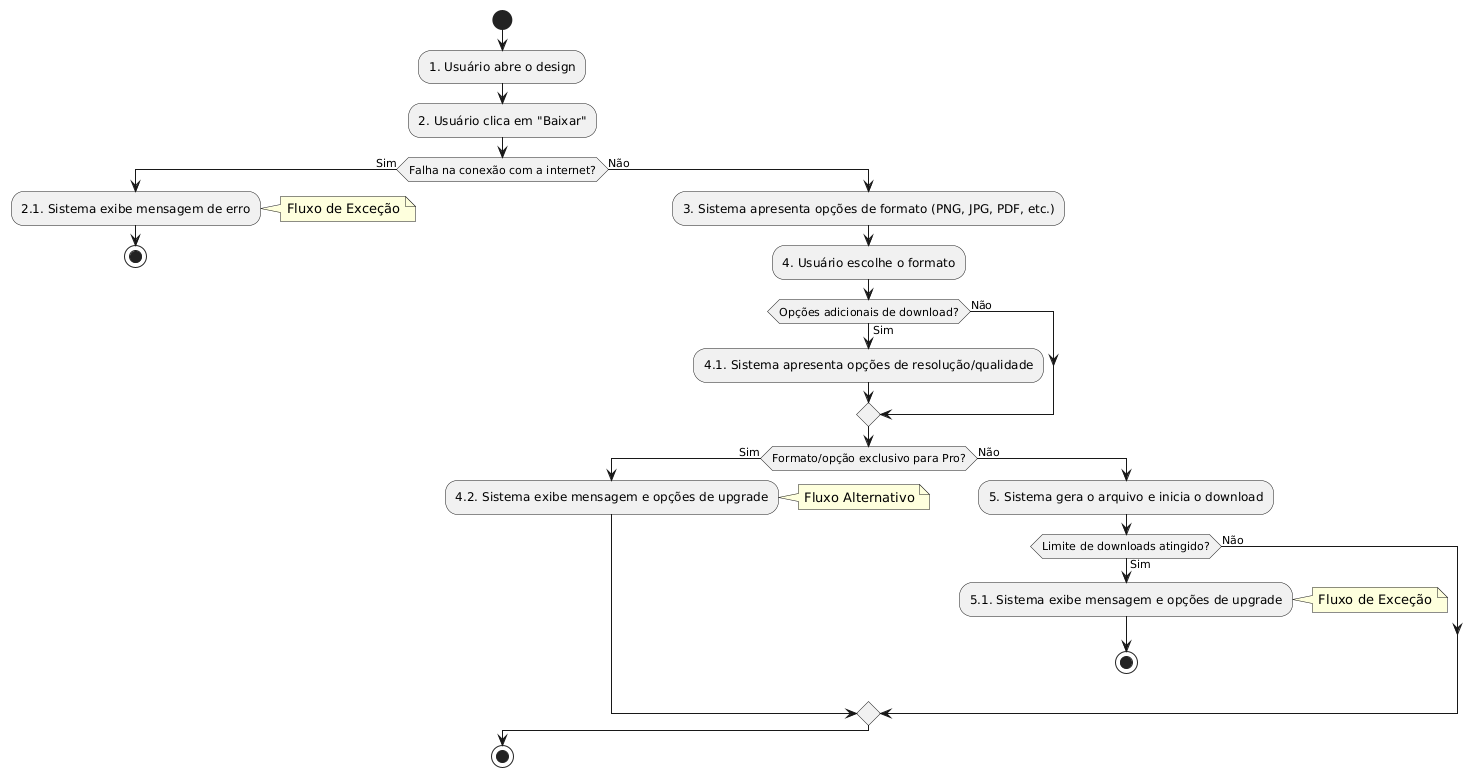 1. Usuário abre o design
2. Usuário clica em "Baixar"
Sim
Falha na conexão com a internet?
Não
2.1. Sistema exibe mensagem de erro
Fluxo de Exceção
3. Sistema apresenta opções de formato (PNG, JPG, PDF, etc.)
4. Usuário escolhe o formato
Opções adicionais de download?
Não
Sim
4.1. Sistema apresenta opções de resolução/qualidade
Sim
Formato/opção exclusivo para Pro?
Não
4.2. Sistema exibe mensagem e opções de upgrade
Fluxo Alternativo
5. Sistema gera o arquivo e inicia o download
Limite de downloads atingido?
Não
Sim
5.1. Sistema exibe mensagem e opções de upgrade
Fluxo de Exceção